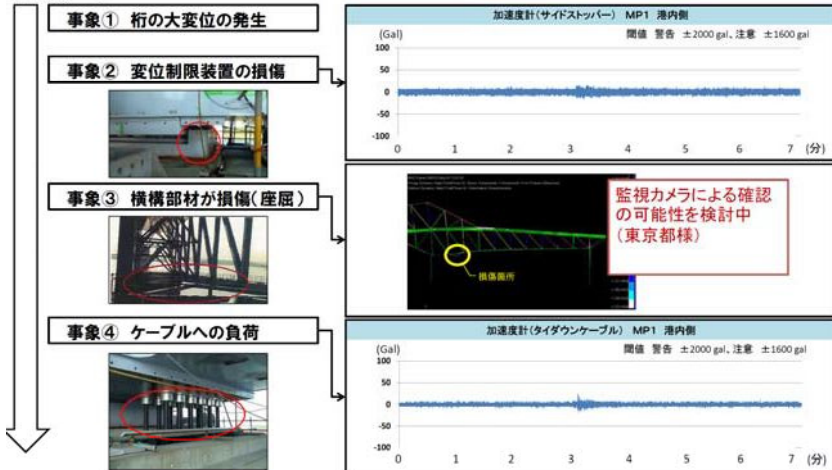 事象① 桁の大変位の発生
事象② 変位制限装置の損傷
事象③ 横構部材が損傷(座屈)
事象④ ケーブルへの負荷
加速度計(サイドストッパー) MP1 港内側
(Gal)
閾値 警告 ±2000 gal、注意 ±1600 gal
100
50
0
-50
-100
0 1 2 3 4 5 6 7 (分)
監視カメラによる確認
の可能性を検討中
(東京都様)
損傷箇所
加速度計(タイダウンケーブル) MP1 港内側
(Gal)
閾値 警告 ±2000 gal、注意 ±1600 gal
100
50
0
-50
-100
0 1 2 3 4 5 6 7 (分)